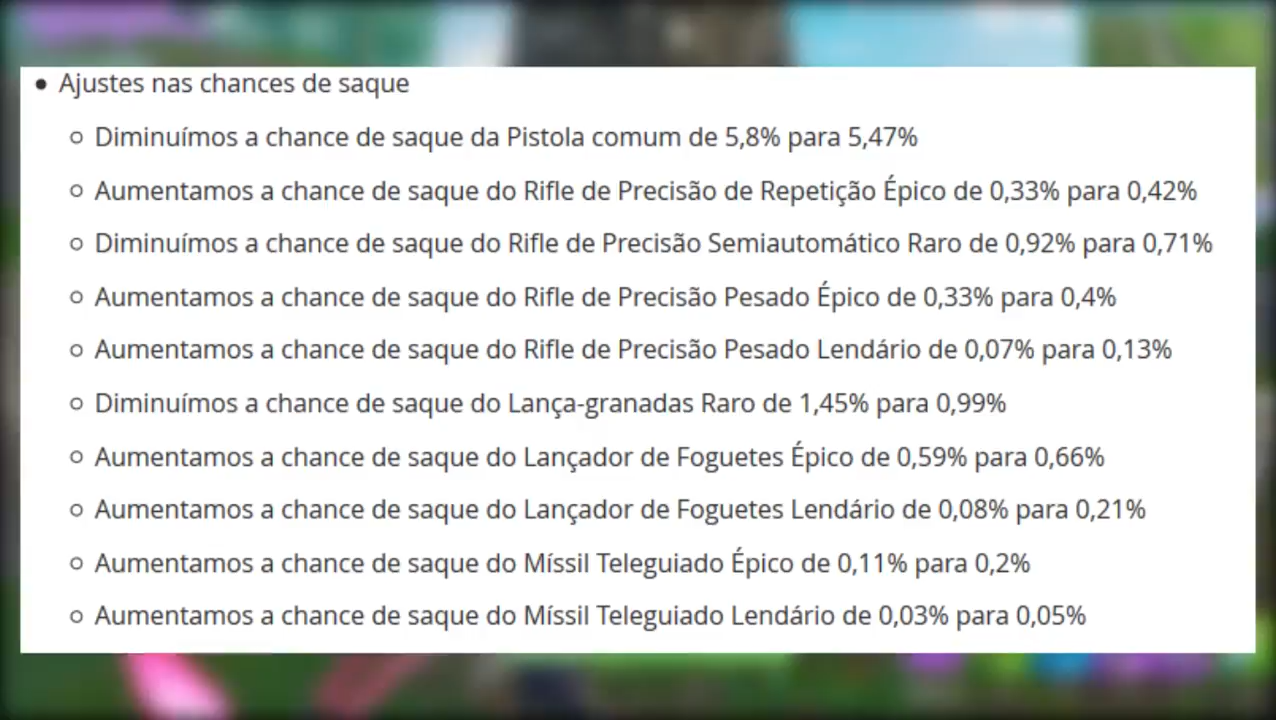 Ajustes nas chances de saque
Diminuímos a chance de saque da Pistola comum de 5,8% para 5,47%
Aumentamos a chance de saque do Rifle de Precisão de Repetição Épico de 0,33% para 0,42%
Diminuímos a chance de saque do Rifle de Precisão Semiautomático Raro de 0,92% para 0,71%
Aumentamos a chance de saque do Rifle de Precisão Pesado Épico de 0,33% para 0,4%
Aumentamos a chance de saque do Rifle de Precisão Pesado Lendário de 0,07% para 0,13%
Diminuímos a chance de saque do Lança-granadas Raro de 1,45% para 0,99%
Aumentamos a chance de saque do Lançador de Foguetes Épico de 0,59% para 0,66%
Aumentamos a chance de saque do Lançador de Foguetes Lendário de 0,08% para 0,21%
Aumentamos a chance de saque do Míssil Teleguiado Épico de 0,11% para 0,2%
Aumentamos a chance de saque do Míssil Teleguiado Lendário de 0,03% para 0,05%